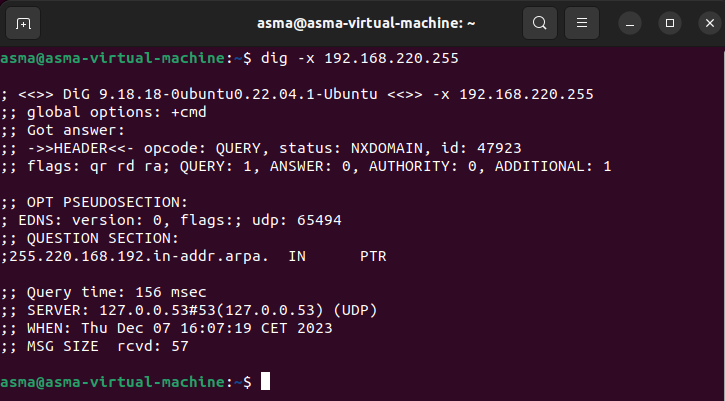 asma@asma-virtual-machine: ~
asma@asma-virtual-machine:~$ dig -x 192.168.220.255

; <<>> DiG 9.18.18-0ubuntu0.22.04.1-Ubuntu <<>> -x 192.168.220.255
;; global options: +cmd
;; Got answer:
;; ->>HEADER<<- opcode: QUERY, status: NXDOMAIN, id: 47923
;; flags: qr rd ra; QUERY: 1, ANSWER: 0, AUTHORITY: 0, ADDITIONAL: 1

;; OPT PSEUDOSECTION:
; EDNS: version: 0, flags:; udp: 65494
;; QUESTION SECTION:
;255.220.168.192.in-addr.arpa.	IN	PTR

;; Query time: 156 msec
;; SERVER: 127.0.0.53#53(127.0.0.53) (UDP)
;; WHEN: Thu Dec 07 16:07:19 CET 2023
;; MSG SIZE  rcvd: 57

asma@asma-virtual-machine:~$